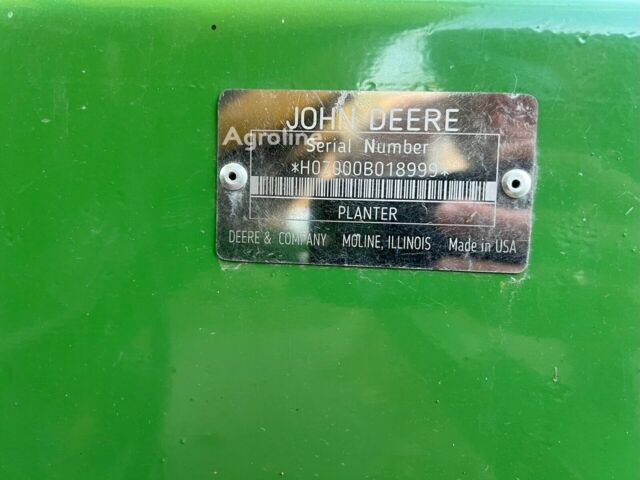 JOHN DEERE
Agroline
Serial Number
*H07000B018999*
PLANTER
DEERE & COMPANY MOLINE, ILLINOIS Made in USA